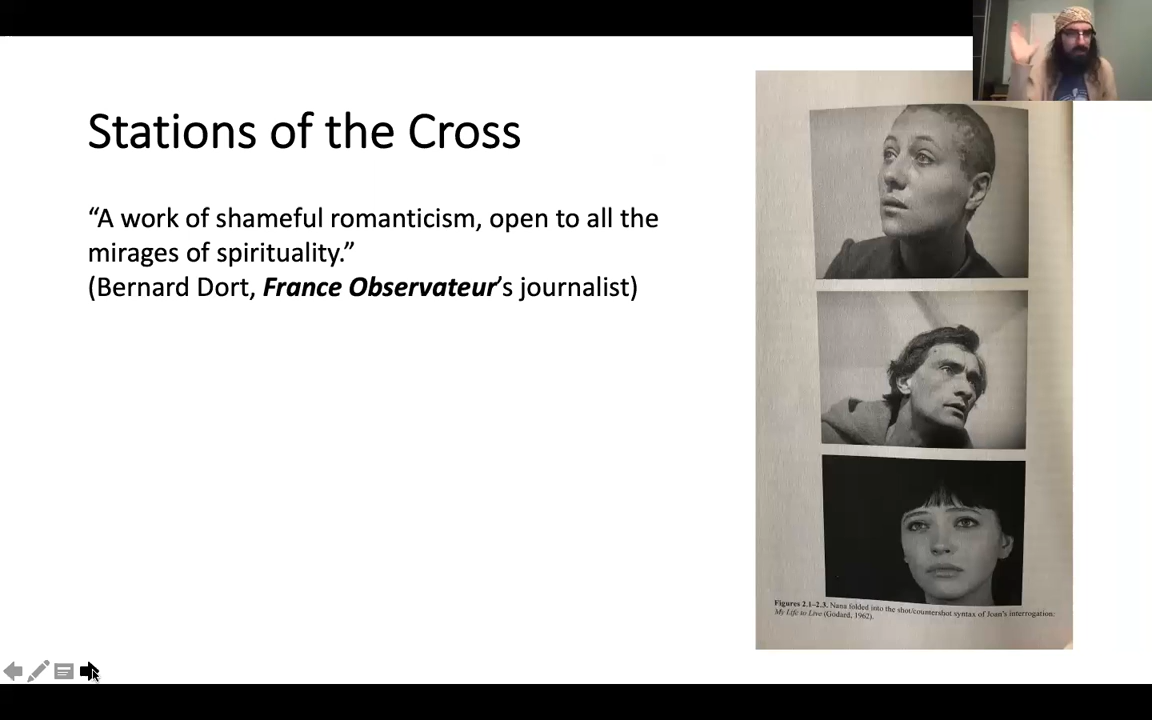 Stations of the Cross
“A work of shameful romanticism, open to all the
mirages of spirituality.”
(Bernard Dort, France Observateur’s journalist)
Figures 2.1–2.3. Nana folded into the shot/countershot syntax of Joan's interrogation:
My Life to Live (Godard, 1962).